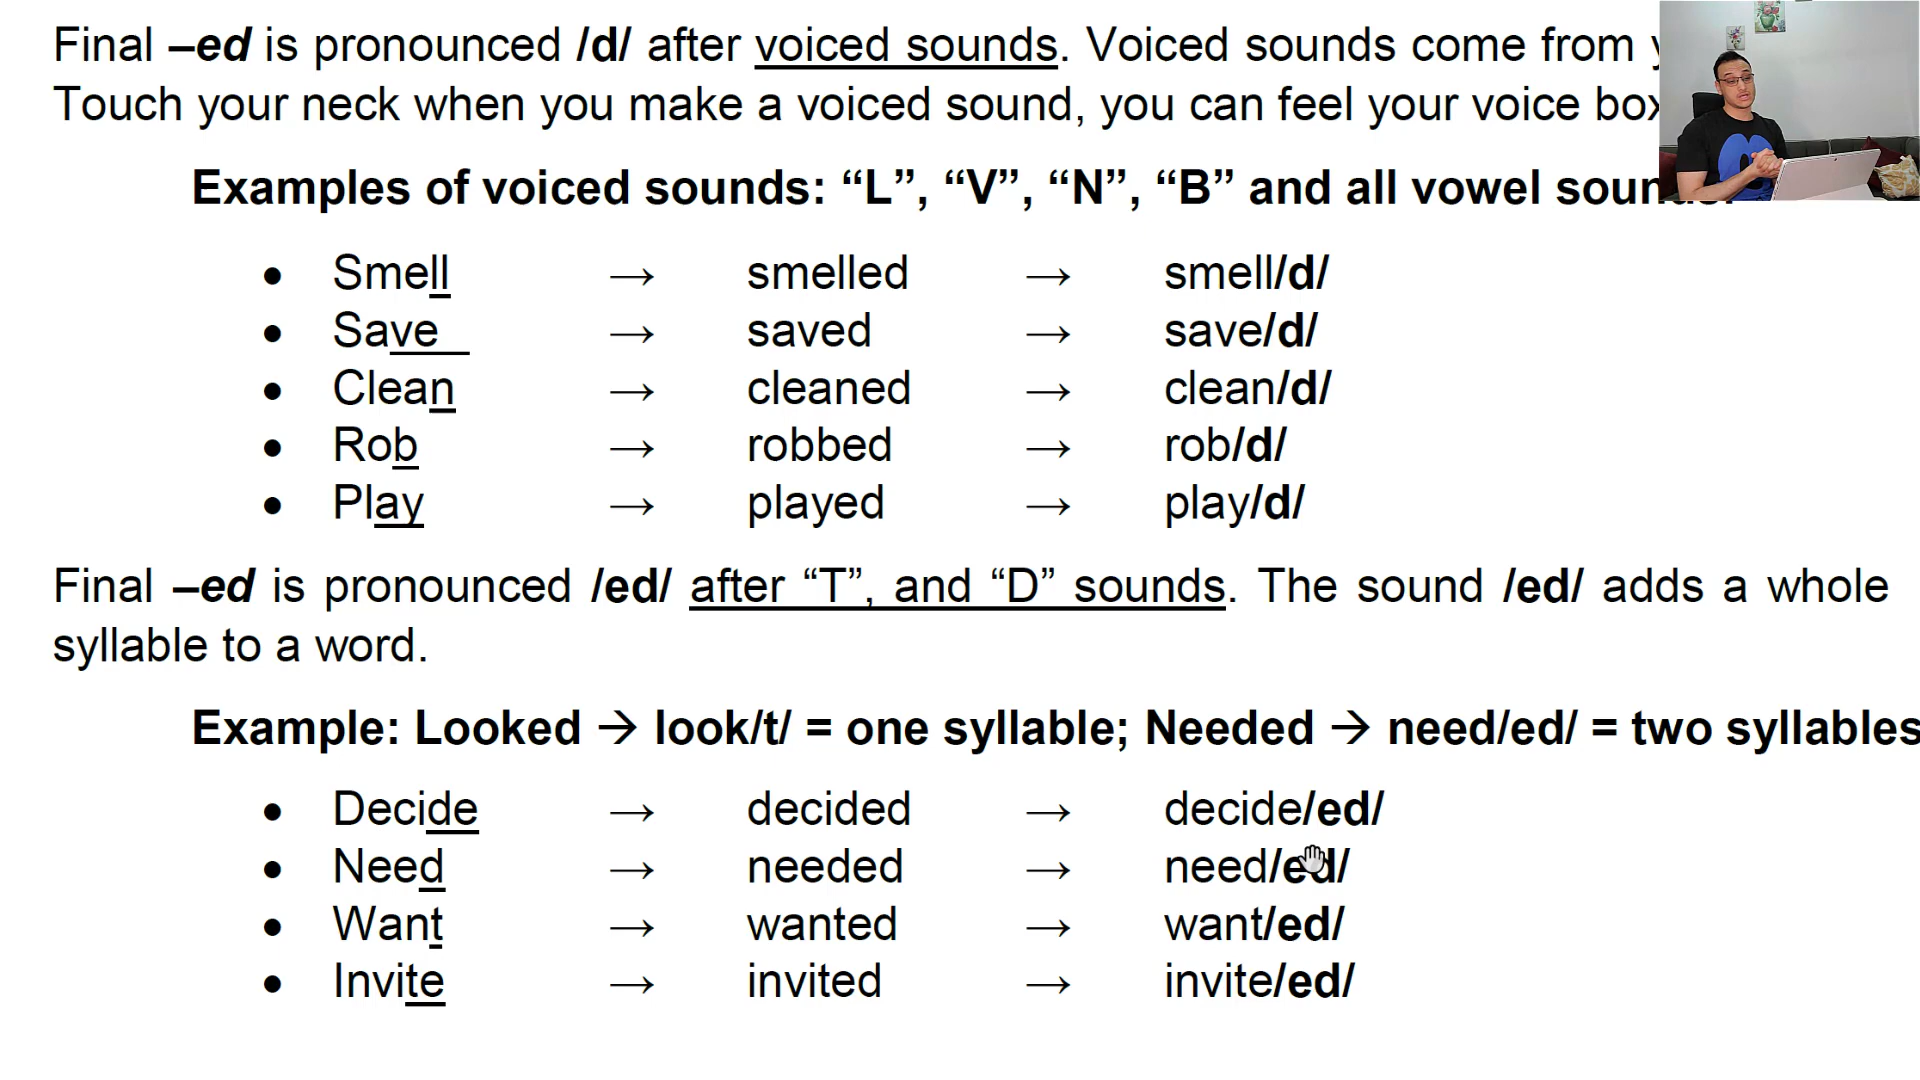 Final –ed is pronounced /d/ after voiced sounds. Voiced sounds come from
Touch your neck when you make a voiced sound, you can feel your voice box
Examples of voiced sounds: “L”, “V”, “N”, “B” and all vowel sounds.
• Smell → smelled → smell/d/
• Save → saved → save/d/
• Clean → cleaned → clean/d/
• Rob → robbed → rob/d/
• Play → played → play/d/
Final –ed is pronounced /ed/ after “T”, and “D” sounds. The sound /ed/ adds a whole
syllable to a word.
Example: Looked → look/t/ = one syllable; Needed → need/ed/ = two syllables
• Decide → decided → decide/ed/
• Need → needed → need/ed/
• Want → wanted → want/ed/
• Invite → invited → invite/ed/